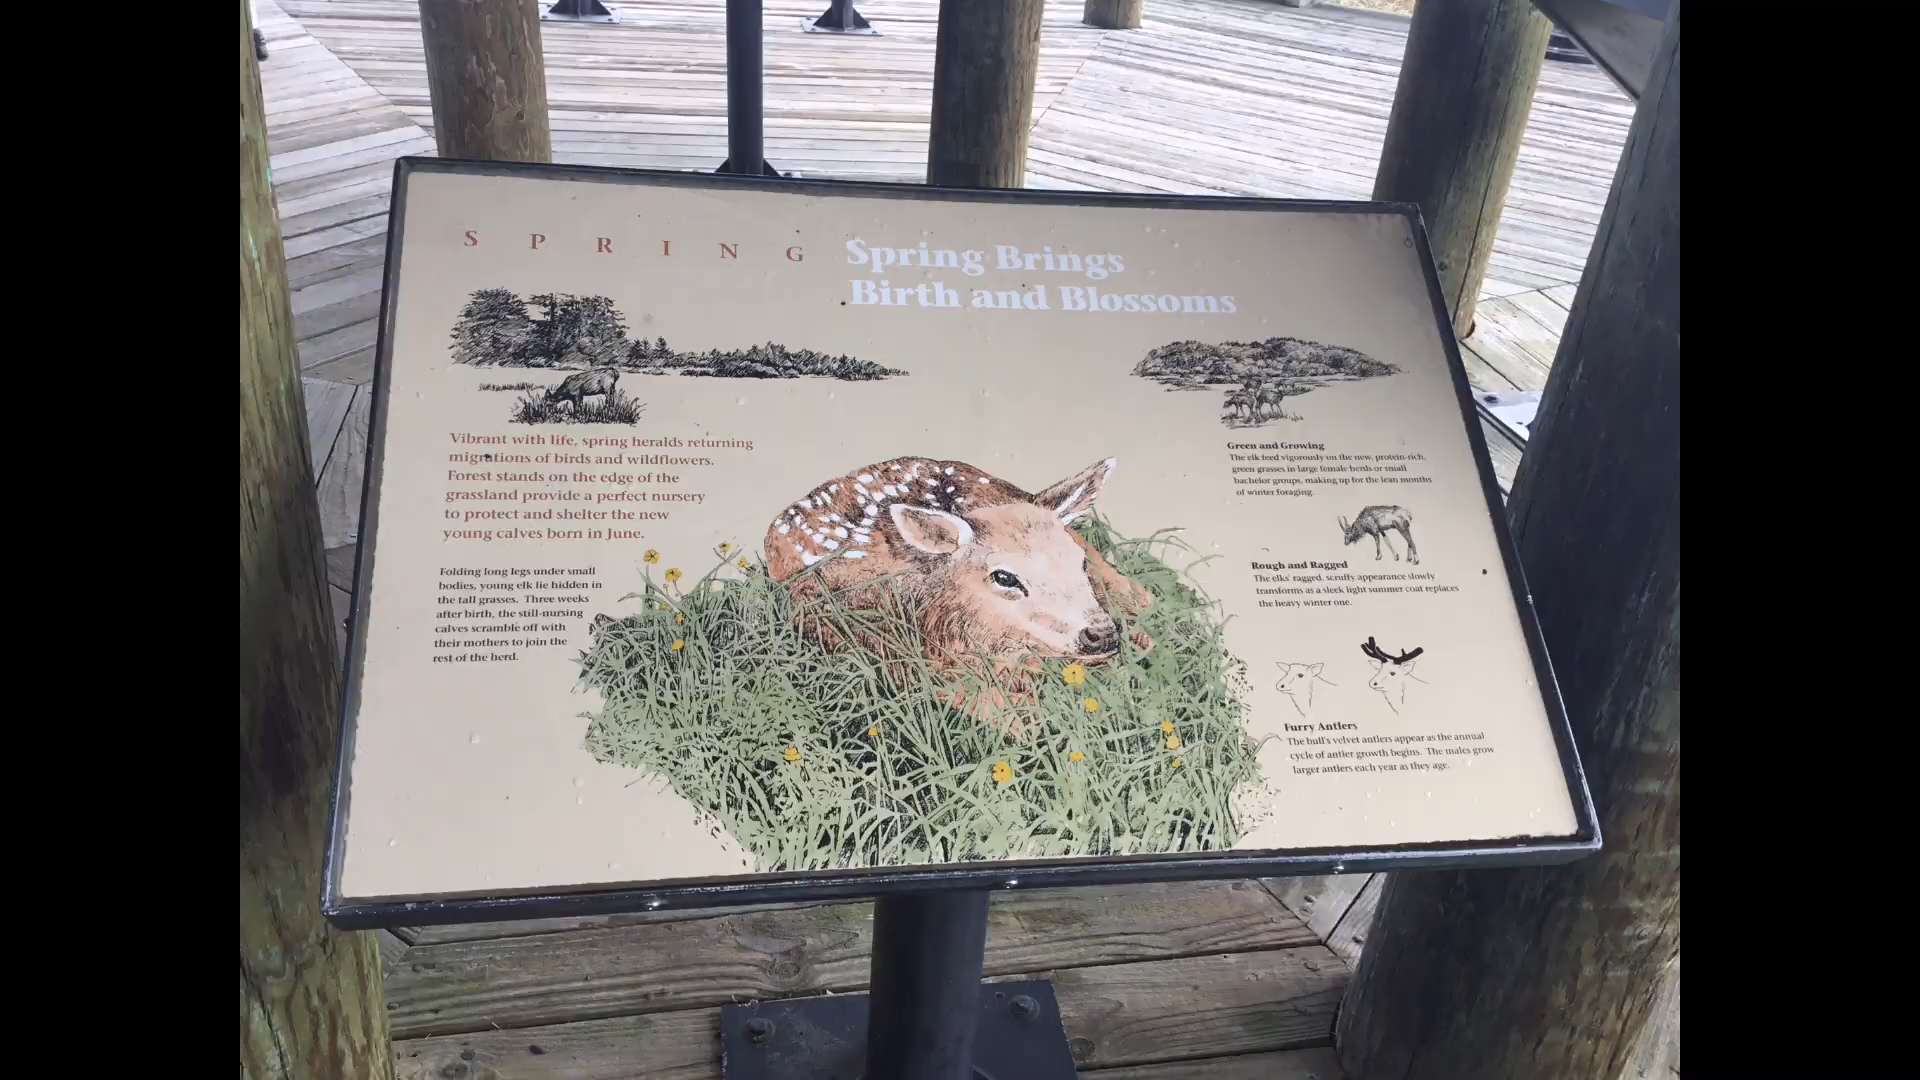 SPRING
Spring Brings
Birth and Blossoms
Vibrant with life, spring heralds returning
migrations of birds and wildflowers.
Forest stands on the edge of the
grassland provide a perfect nursery
to protect and shelter the new
young calves born in June.
Folding long legs under small
bodies, young elk lie hidden in
the tall grasses. Three weeks
after birth, the still-nursing
calves scramble off with
their mothers to join the
rest of the herd.
Green and Growing
The elk feed vigorously on the new, protein-rich,
green grasses in large female herds or small
bachelor groups, making up for the lean months
of winter foraging.
Rough and Ragged
The elks' ragged, scruffy appearance slowly
transforms as a sleek light summer coat replaces
the heavy winter one.
Furry Antlers
The bull's velvet antlers appear as the annual
cycle of antler growth begins. The males grow
larger antlers each year as they age.